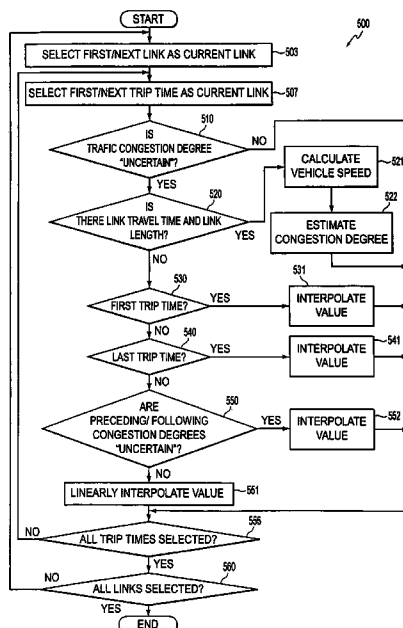 START
500
SELECT FIRST/NEXT LINK AS CURRENT LINK
503
SELECT FIRST/NEXT TRIP TIME AS CURRENT LINK
507
510
IS
TRAFIC CONGESTION DEGREE
"UNCERTAIN"?
NO
YES
CALCULATE
VEHICLE SPEED
521
520
IS
THERE LINK TRAVEL TIME AND LINK
LENGTH?
YES
NO
ESTIMATE
CONGESTION DEGREE
522
530
FIRST TRIP TIME?
YES
531
INTERPOLATE
VALUE
NO
540
LAST TRIP TIME?
YES
541
INTERPOLATE
VALUE
NO
550
ARE
PRECEDING/ FOLLOWING
CONGESTION DEGREES
"UNCERTAIN"?
YES
552
INTERPOLATE
VALUE
NO
LINEARLY INTERPOLATE VALUE
551
NO
556
ALL TRIP TIMES SELECTED?
YES
NO
560
ALL LINKS SELECTED?
YES
END